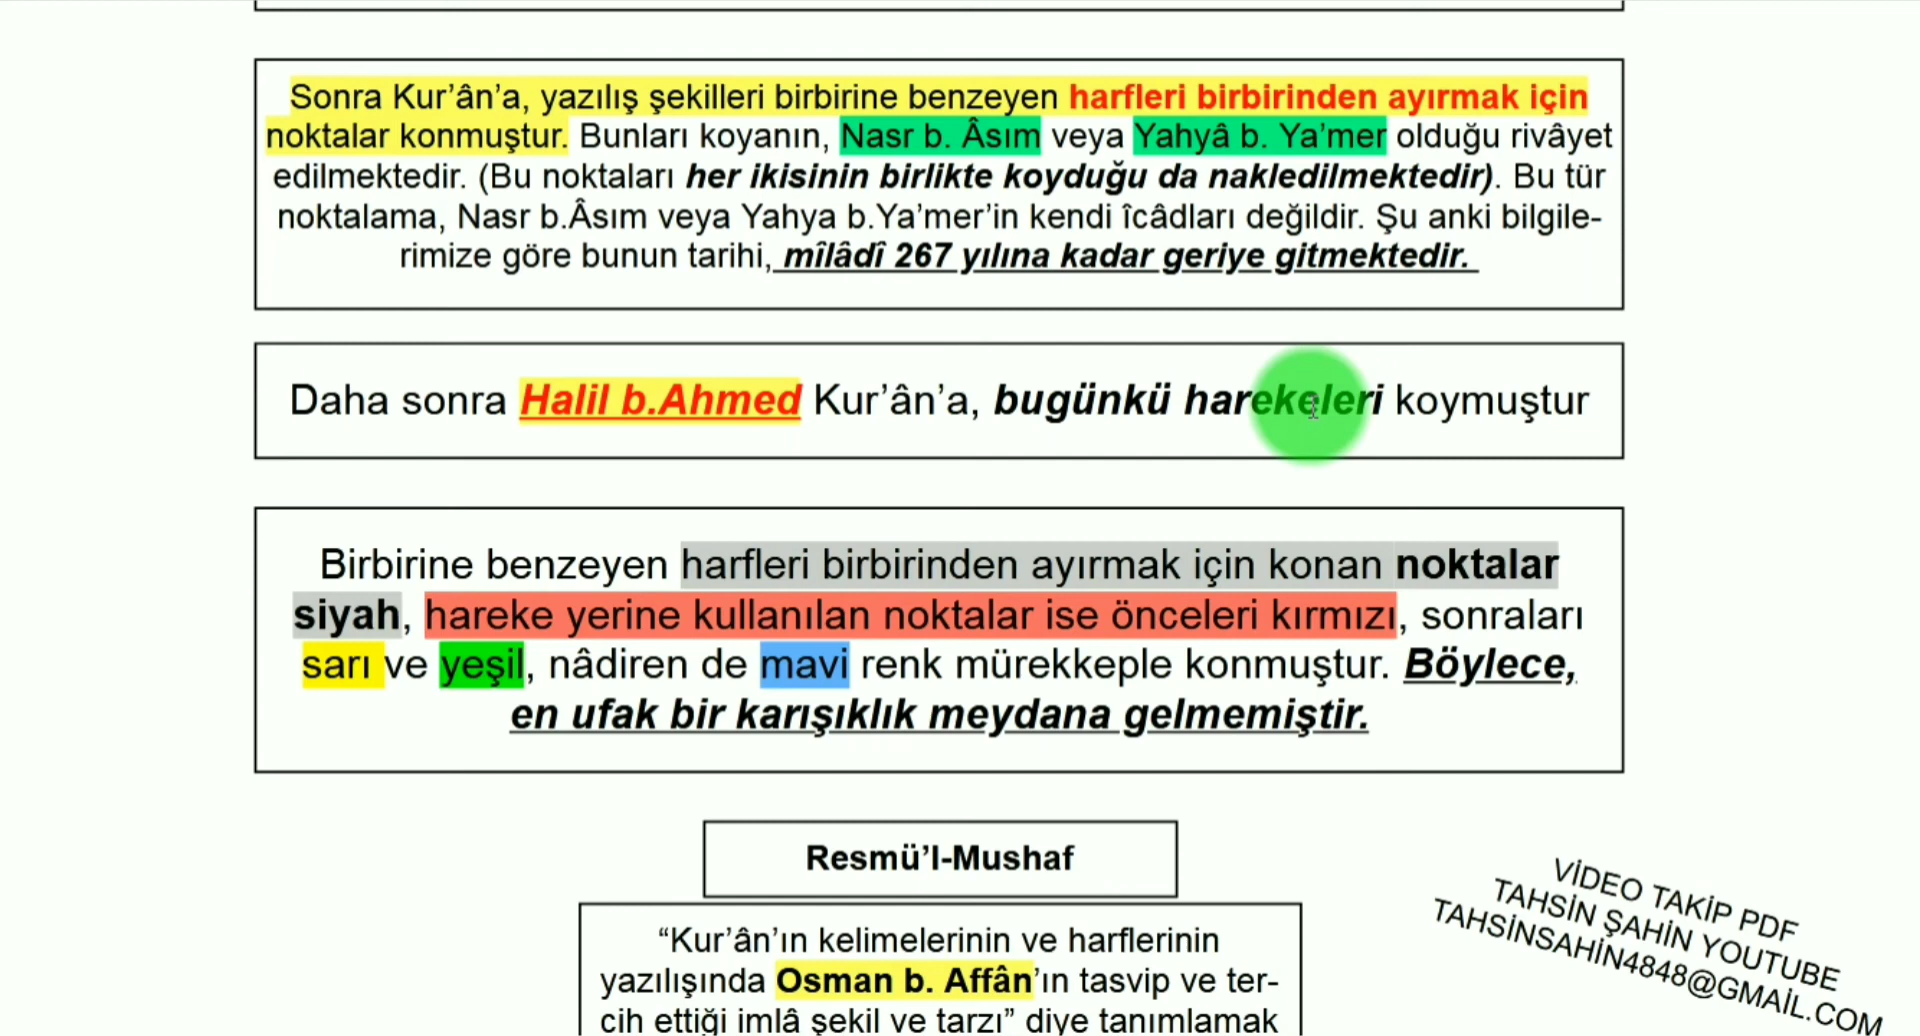 Sonra Kur’ân’a, yazılış şekilleri birbirine benzeyen harfleri birbirinden ayırmak için
noktalar konmuştur. Bunları koyanın, Nasr b. Âsım veya Yahyâ b. Ya’mer olduğu rivâyet
edilmektedir. (Bu noktaları her ikisinin birlikte koyduğu da nakledilmektedir). Bu tür
noktalama, Nasr b.Âsım veya Yahya b.Ya’mer’in kendi îcâdları değildir. Şu anki bilgile-
rimize göre bunun tarihi, mîlâdî 267 yılına kadar geriye gitmektedir.
Daha sonra Halil b.Ahmed Kur’ân’a, bugünkü harekeleri koymuştur
Birbirine benzeyen harfleri birbirinden ayırmak için konan noktalar
siyah, hareke yerine kullanılan noktalar ise önceleri kırmızı, sonraları
sarı ve yeşil, nâdiren de mavi renk mürekkeple konmuştur. Böylece,
en ufak bir karışıklık meydana gelmemiştir.
Resmü’l-Mushaf
“Kur’ân’ın kelimelerinin ve harflerinin
yazılışında Osman b. Affân’ın tasvip ve ter-
cih ettiği imlâ şekil ve tarzı” diye tanımlamak
VİDEO TAKİP PDF
TAHSİN ŞAHİN YOUTUBE
TAHSİNSAHİN4848@GMAİL.COM